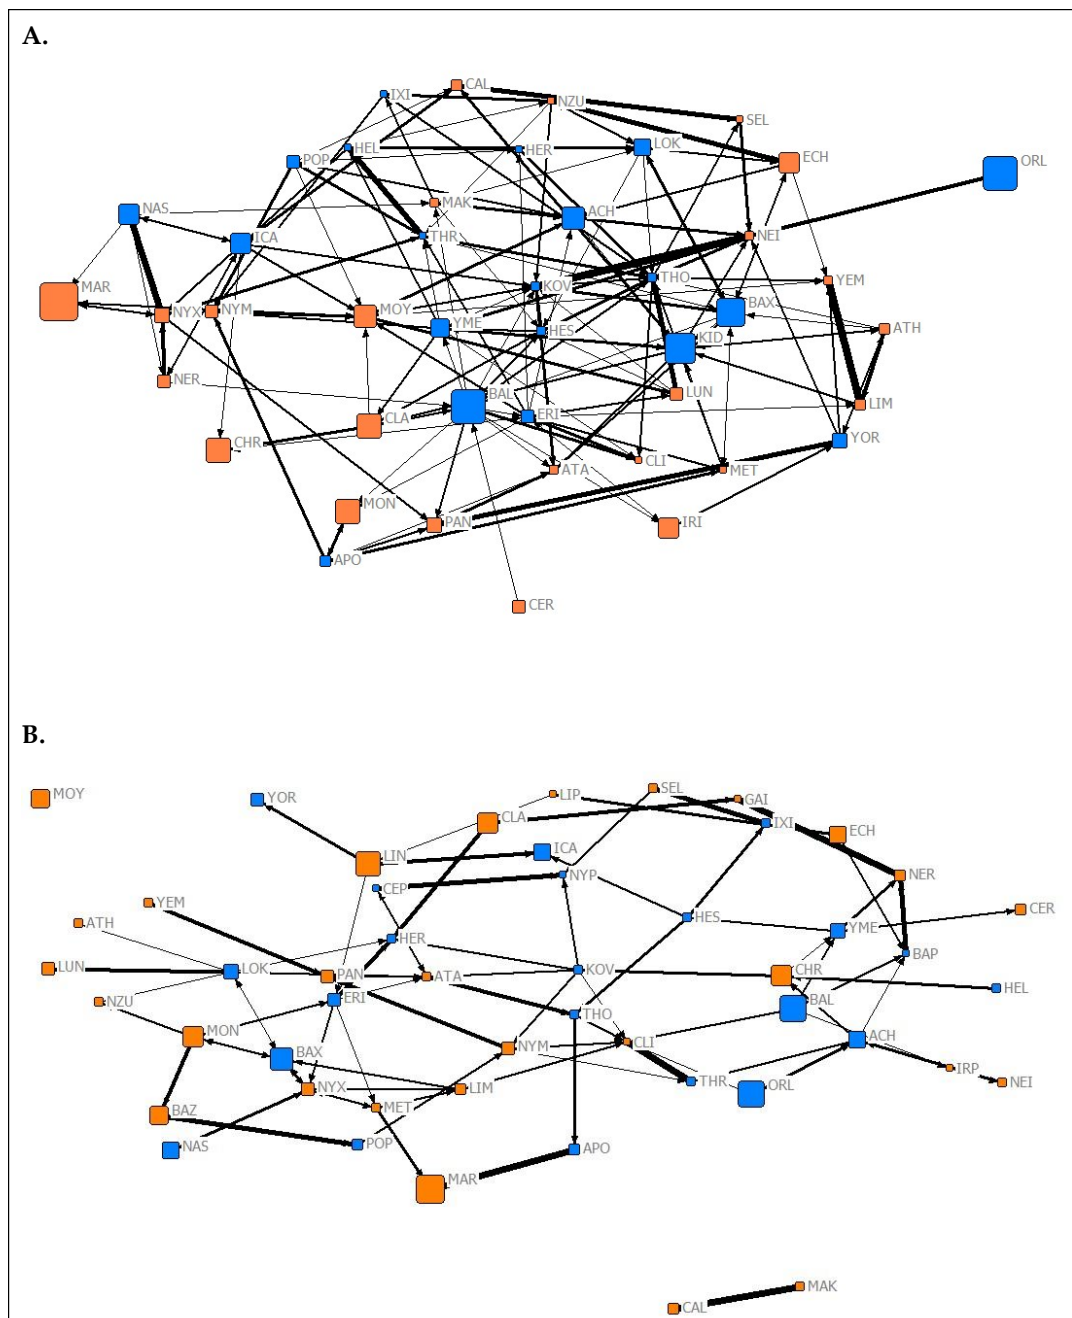 A.
CAL
IXI
NZU
SEL
HEL
HER
LOK
POP
ECH
ORL
MAK
NAS
ACH
ICA
THR
NEI
MAR
KOV
THO
YEM
NYX
NYM
MOY
BAX
YME
HES
KID
ATH
NER
BAL
LUN
LIM
CLA
ERI
CHR
YOR
CLI
ATA
MET
MON
PAN
IRI
APO
CER
B.
MOY
YOR
LIP
SEL
GAI
CLA
IXI
ECH
LIN
ICA
CEP
NYP
NER
YEM
HES
CER
ATH
HER
YME
BAP
LUN
LOK
PAN
ATA
KOV
CHR
HEL
NZU
ERI
THO
BAL
MON
NYM
CLI
ACH
BAX
IRP
NYX
LIM
THR
ORL
NEI
BAZ
MET
NAS
POP
APO
MAR
MAK
CAL